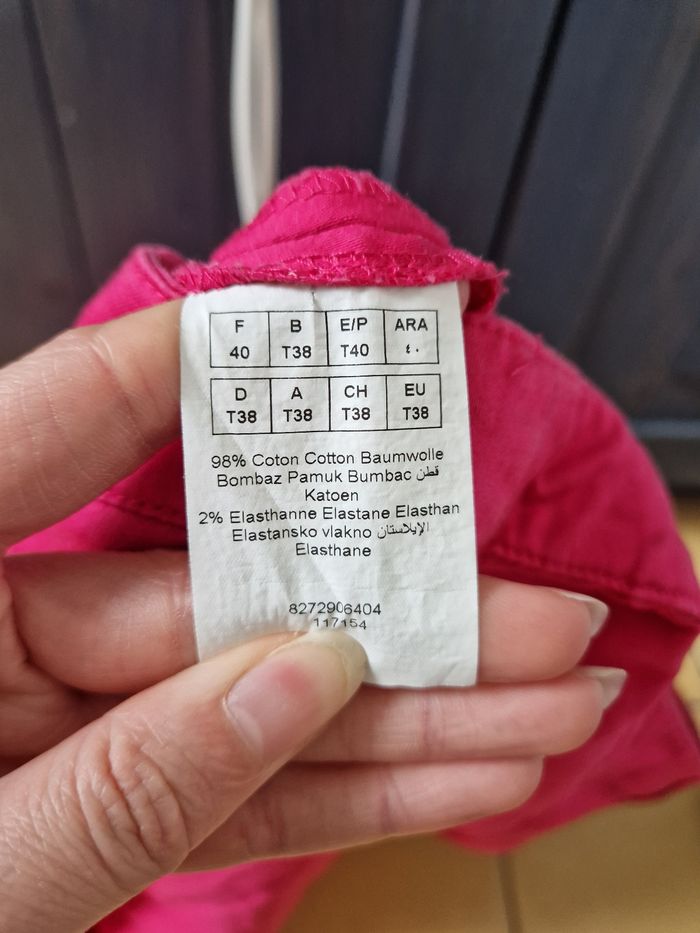 F B E/P ARA
40 T38 T40 ٤٠
D A CH EU
T38 T38 T38 T38
98% Coton Cotton Baumwolle
Bombaz Pamuk Bumbac قطن
Katoen
2% Elasthanne Elastane Elasthan
Elastansko vlakno الإيلاستان
Elasthane
8272906404
117154